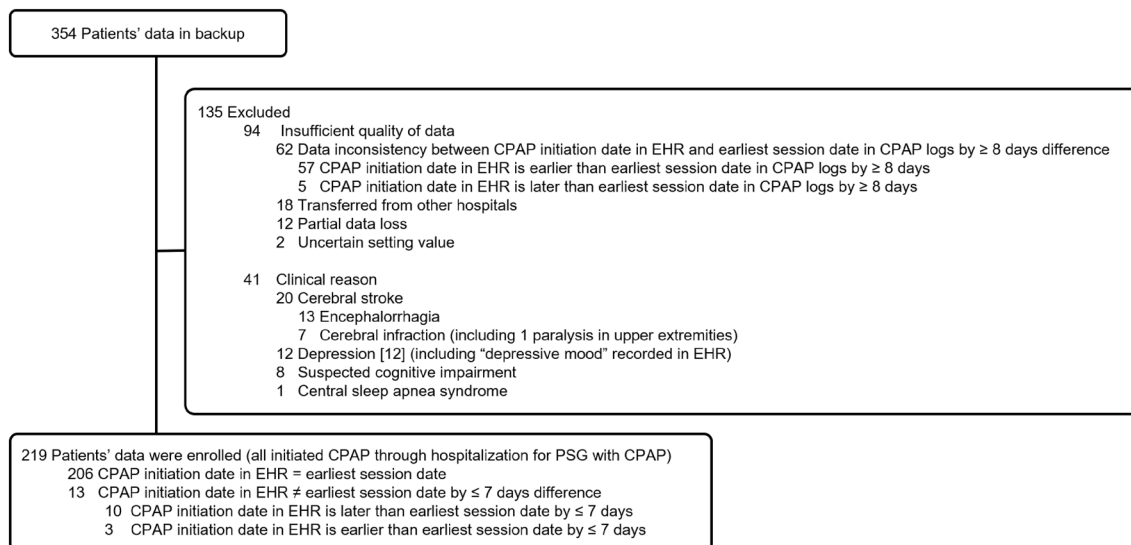 354 Patients’ data in backup
135 Excluded
94 Insufficient quality of data
62 Data inconsistency between CPAP initiation date in EHR and earliest session date in CPAP logs by ≥ 8 days difference
57 CPAP initiation date in EHR is earlier than earliest session date in CPAP logs by ≥ 8 days
5 CPAP initiation date in EHR is later than earliest session date in CPAP logs by ≥ 8 days
18 Transferred from other hospitals
12 Partial data loss
2 Uncertain setting value
41 Clinical reason
20 Cerebral stroke
13 Encephalorrhagia
7 Cerebral infraction (including 1 paralysis in upper extremities)
12 Depression [12] (including “depressive mood” recorded in EHR)
8 Suspected cognitive impairment
1 Central sleep apnea syndrome
219 Patients’ data were enrolled (all initiated CPAP through hospitalization for PSG with CPAP)
206 CPAP initiation date in EHR = earliest session date
13 CPAP initiation date in EHR ≠ earliest session date by ≤ 7 days difference
10 CPAP initiation date in EHR is later than earliest session date by ≤ 7 days
3 CPAP initiation date in EHR is earlier than earliest session date by ≤ 7 days